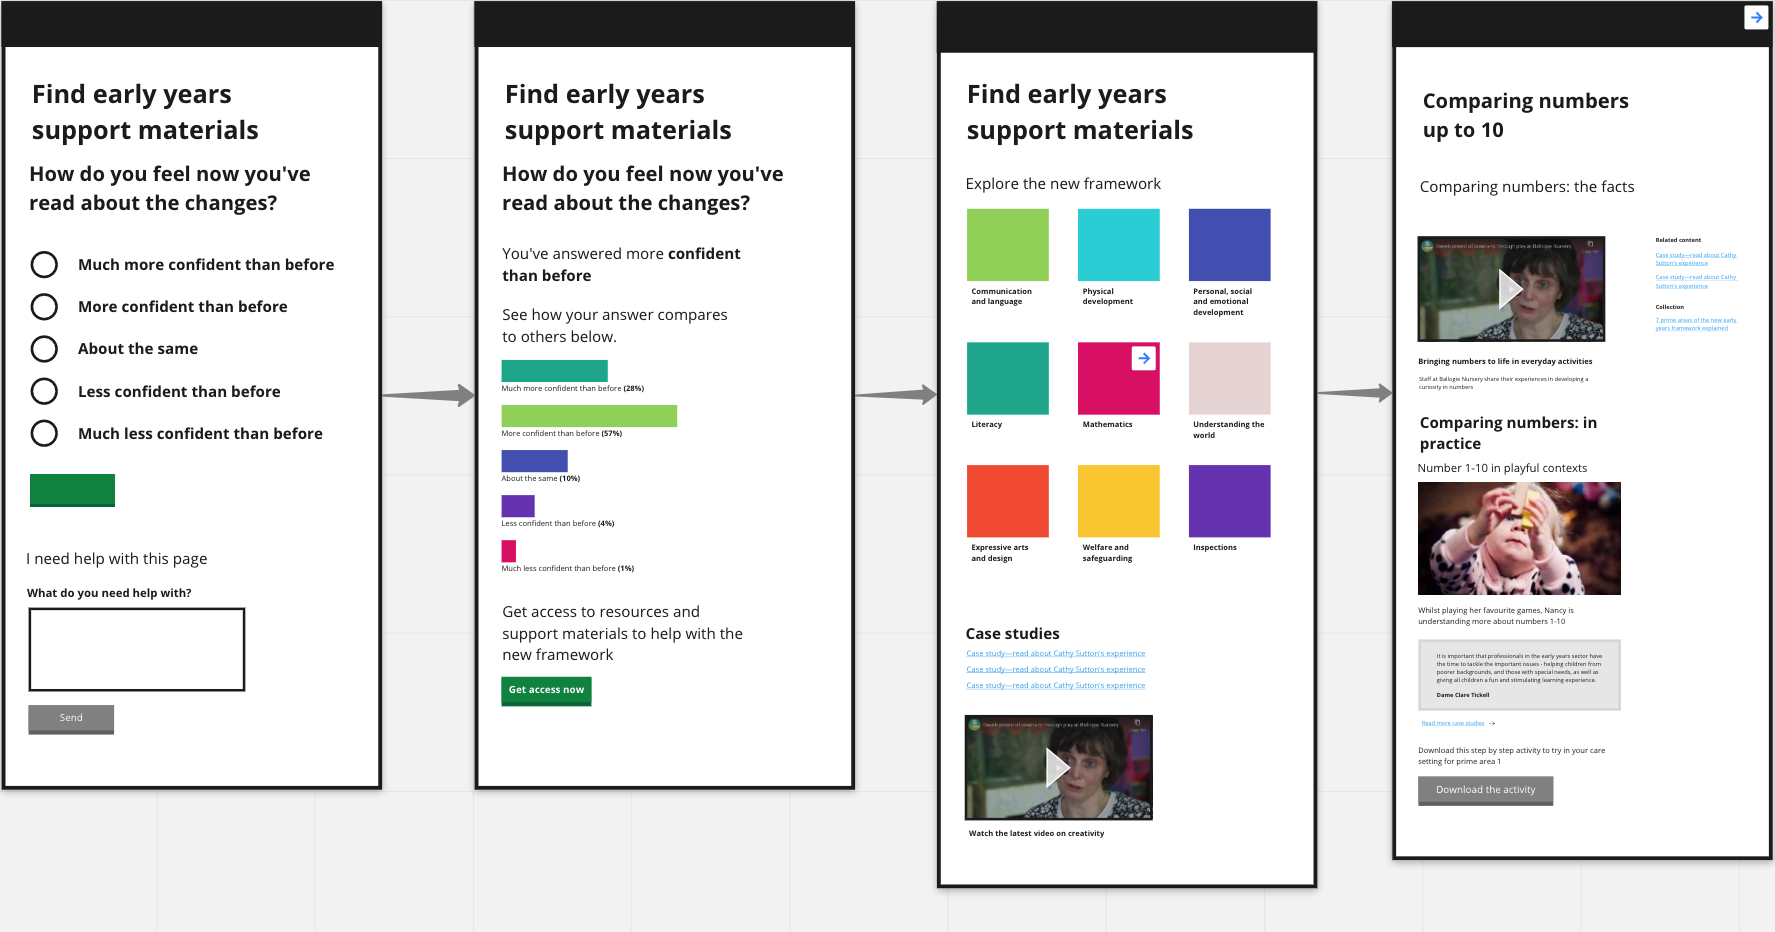 Find early years
support materials
How do you feel now you've
read about the changes?
Much more confident than before
More confident than before
About the same
Less confident than before
Much less confident than before
I need help with this page
What do you need help with?
Send
Find early years
support materials
How do you feel now you've
read about the changes?
You've answered more confident
than before
See how your answer compares
to others below.
Much more confident than before (28%)
More confident than before (57%)
About the same (10%)
Less confident than before (4%)
Much less confident than before (1%)
Get access to resources and
support materials to help with the
new framework
Get access now
Find early years
support materials
Explore the new framework
Communication
and language
Physical
development
Personal, social
and emotional
development
Literacy
Mathematics
Understanding the
world
Expressive arts
and design
Welfare and
safeguarding
Inspections
Case studies
Case study—read about Cathy Sutton's experience
Case study—read about Cathy Sutton's experience
Case study—read about Cathy Sutton's experience
Development of creativity through play at Ballogie Nursery
Watch the latest video on creativity
Comparing numbers
up to 10
Comparing numbers: the facts
Development of creativity through play at Ballogie Nursery
Bringing numbers to life in everyday activities
Staff at Ballogie Nursery share their experiences in developing a
curiosity in numbers
Related content
Case study—read about Cathy
Sutton's experience
Case study—read about Cathy
Sutton's experience
Collection
7 prime areas of the new early
years framework explained
Comparing numbers: in
practice
Number 1-10 in playful contexts
Whilst playing her favourite games, Nancy is
understanding more about numbers 1-10
It is important that professionals in the early years sector have
the time to tackle the important issues - helping children from
poorer backgrounds, and those with special needs, as well as
giving all children a fun and stimulating learning experience.
Dame Clare Tickell
Read more case studies
Download this step by step activity to try in your care
setting for prime area 1
Download the activity